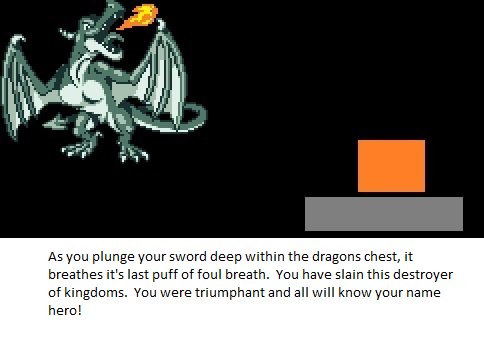 As you plunge your sword deep within the dragons chest, it
breathes it's last puff of foul breath.  You have slain this destroyer
of kingdoms.  You were triumphant and all will know your name
hero!